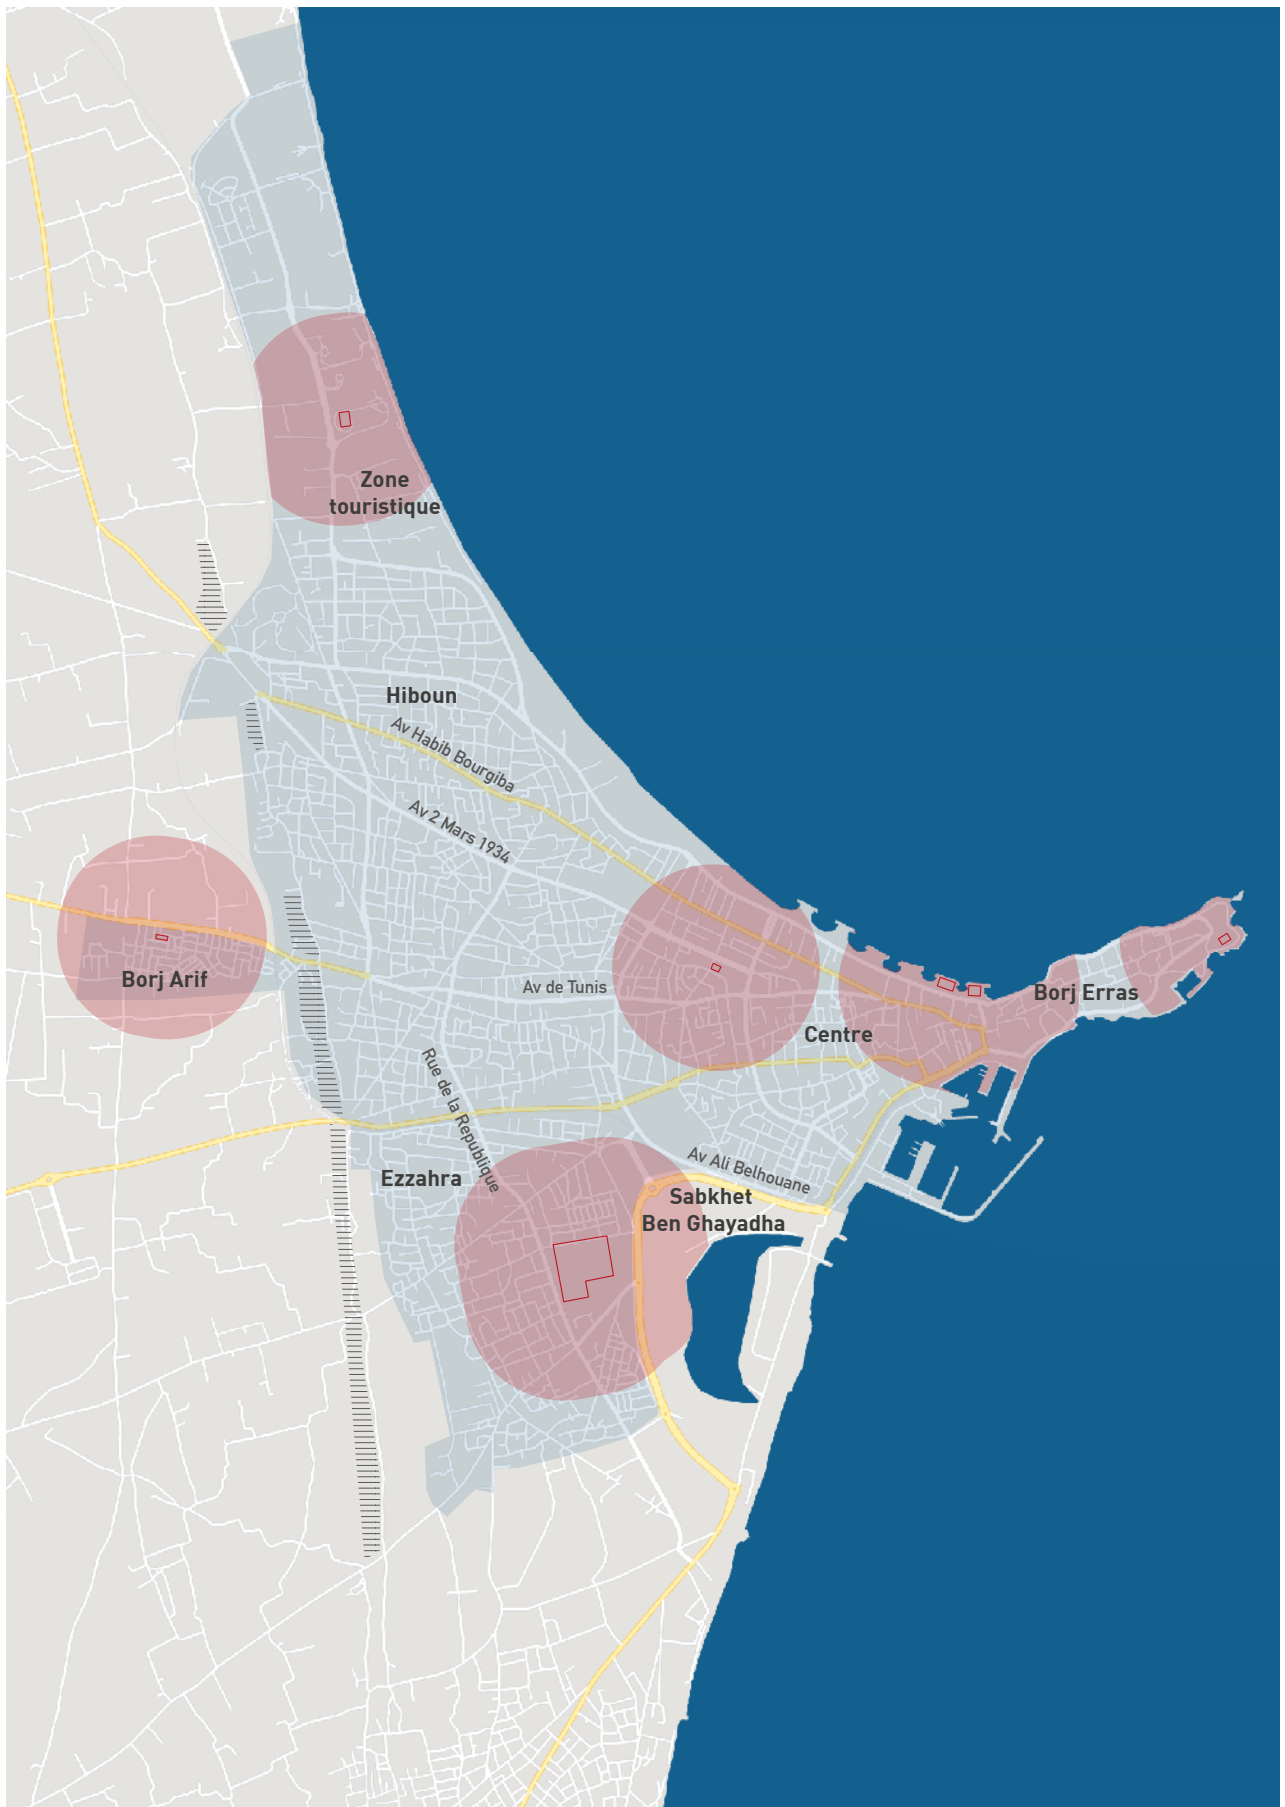 Zone
touristique
Hiboun
Av Habib Bourgiba
Av 2 Mars 1934
Borj Arif
Av de Tunis
Borj Erras
Centre
Rue de la Republique
Av Ali Belhouane
Ezzahra
Sabkhet
Ben Ghayadha